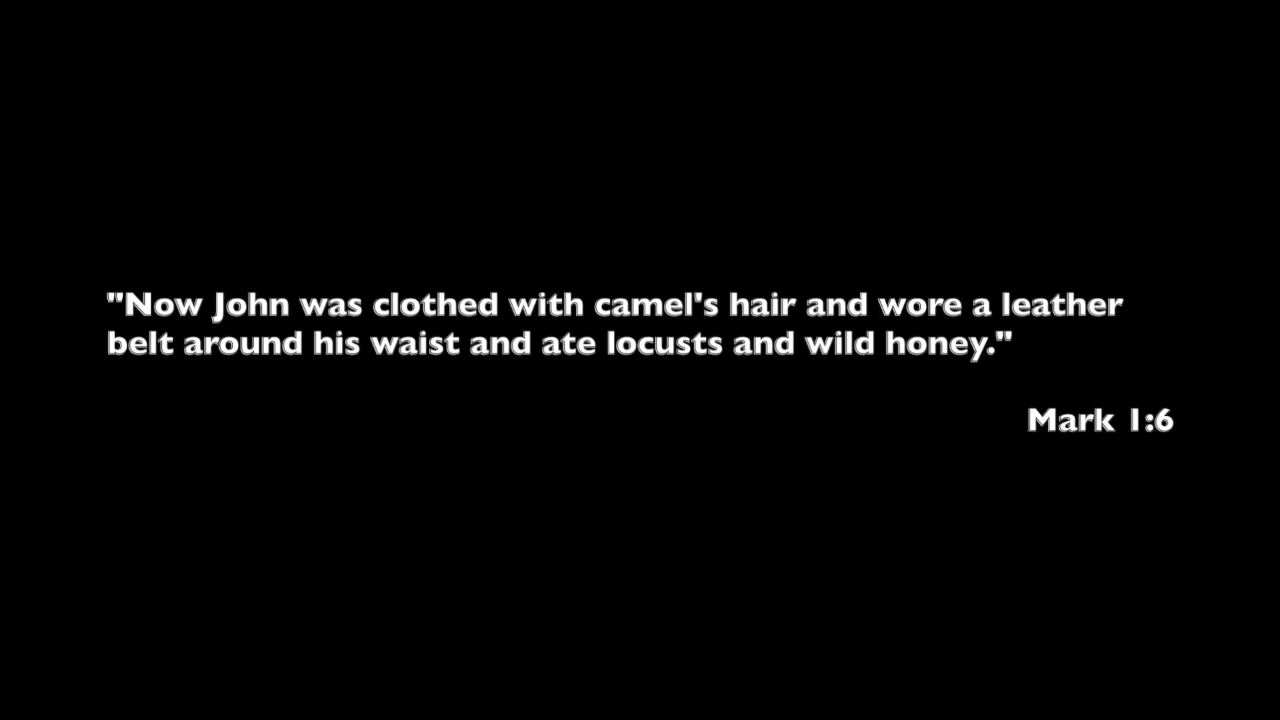 "Now John was clothed with camel's hair and wore a leather
belt around his waist and ate locusts and wild honey."
Mark 1:6